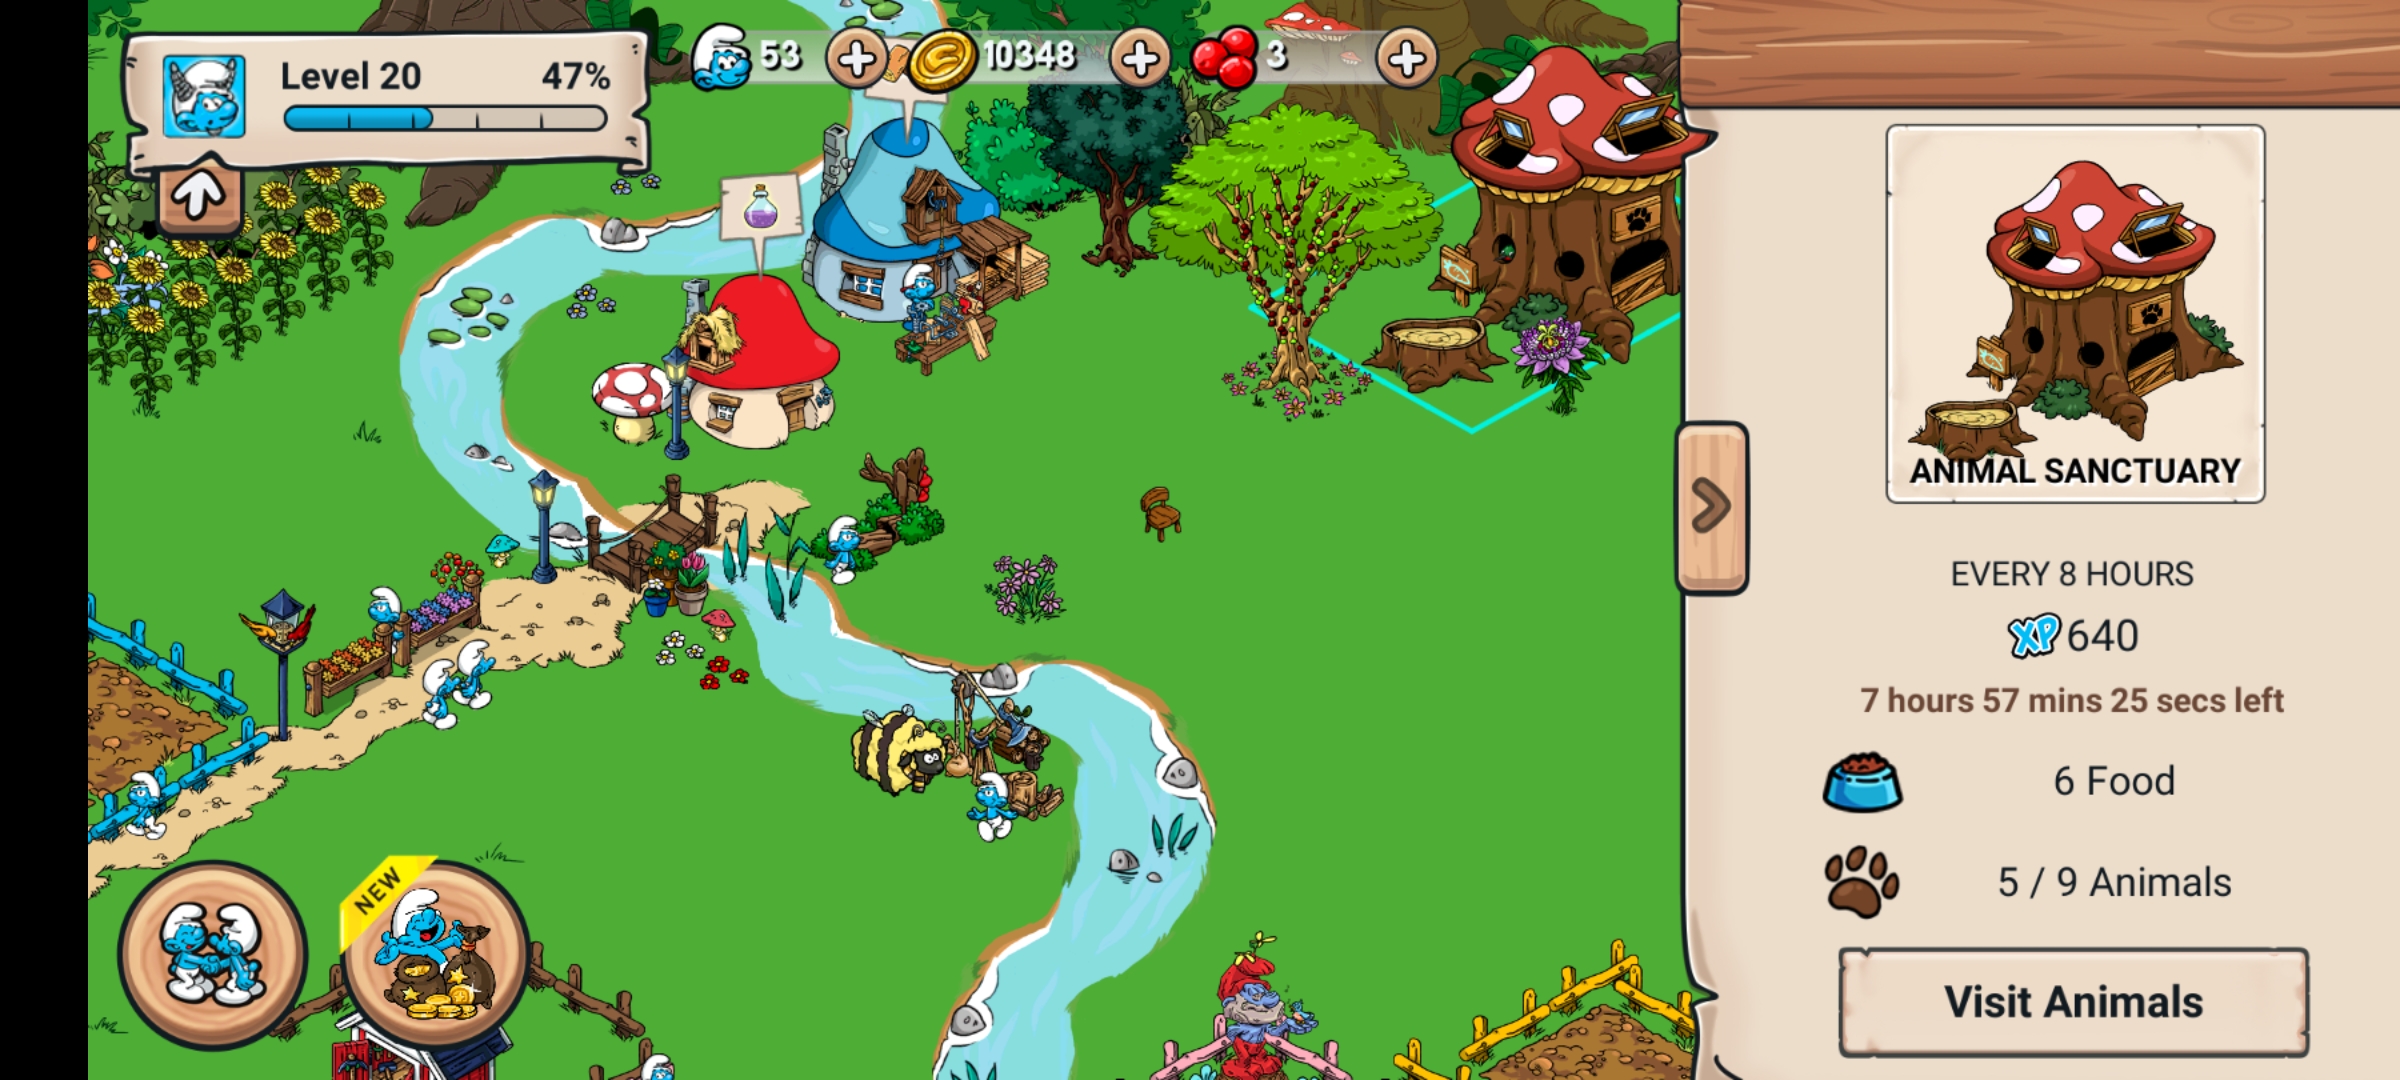 Level 20
47%
53
10348
3
ANIMAL SANCTUARY
EVERY 8 HOURS
XP 640
7 hours 57 mins 25 secs left
6 Food
5 / 9 Animals
Visit Animals
NEW